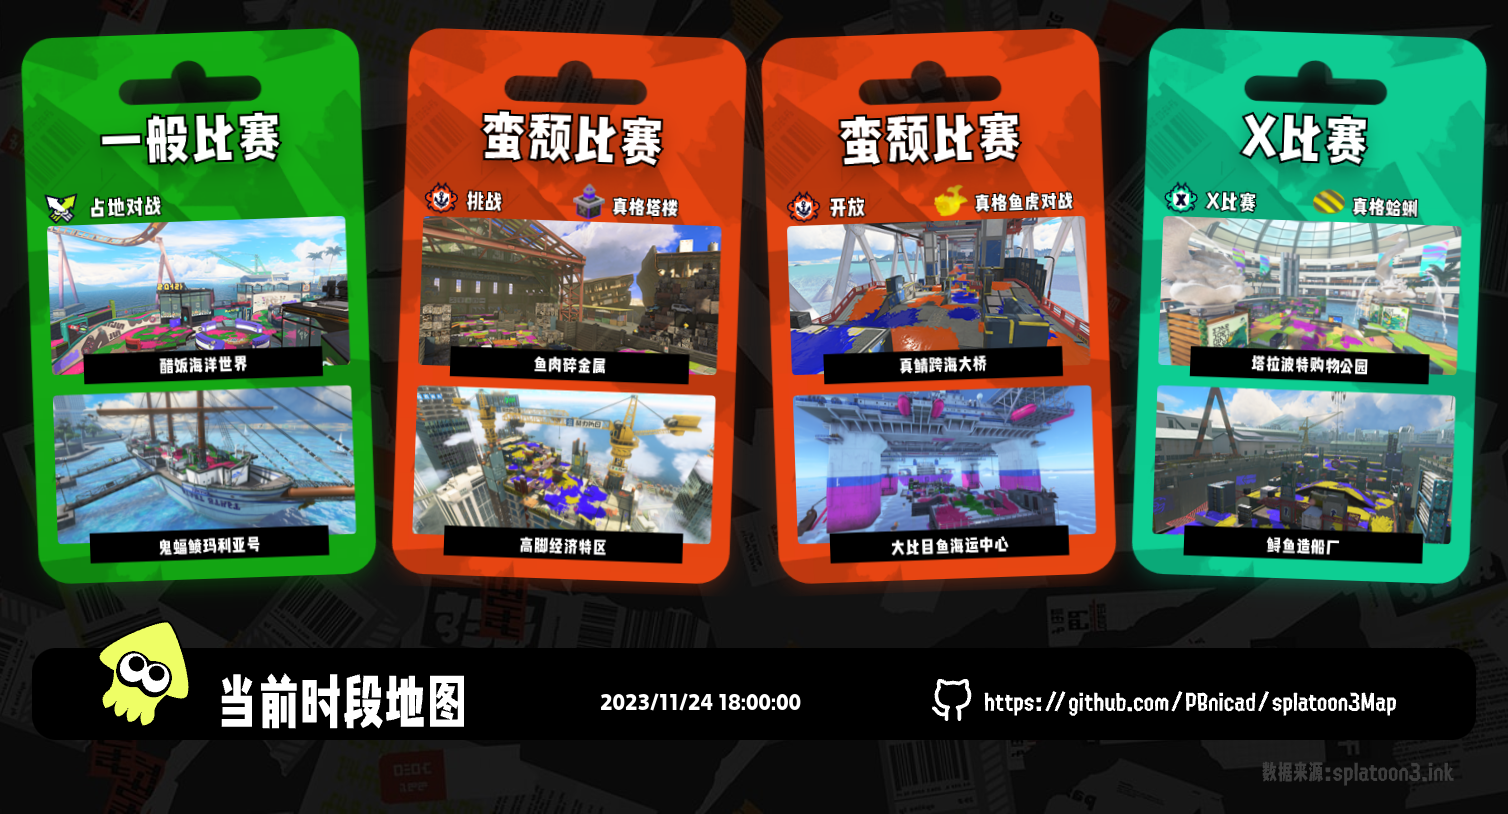 一般比赛
占地对战
醋饭海洋世界
鬼蝠鲼玛利亚号
蛮颓比赛
挑战
真格塔楼
鱼肉碎金属
高脚经济特区
蛮颓比赛
开放
真格鱼虎对战
真鲷跨海大桥
大比目鱼海运中心
X比赛
X比赛
真格蛤蜊
塔拉波特购物公园
鲟鱼造船厂
当前时段地图
2023/11/24 18:00:00
https://github.com/PBnicad/splatoon3Map
数据来源:splatoon3.ink